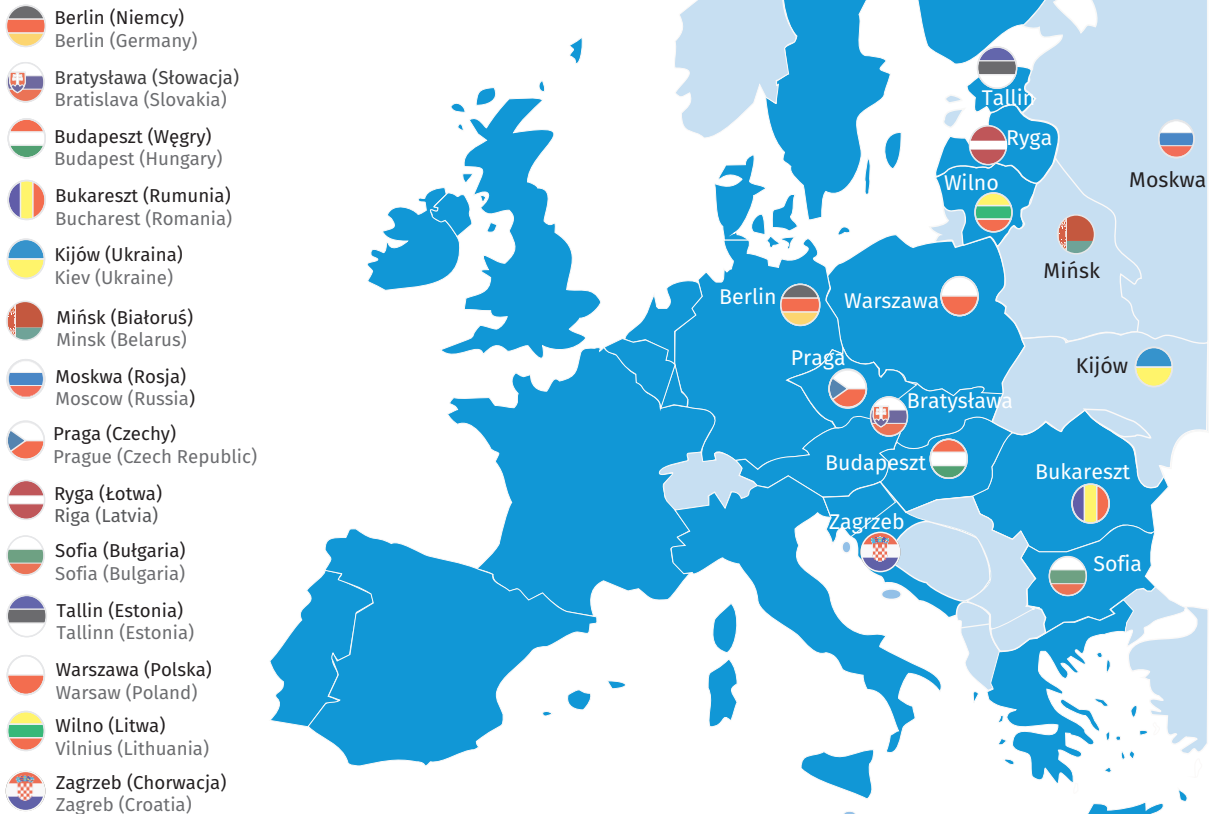 Berlin (Niemcy)
Berlin (Germany)
Bratysława (Słowacja)
Bratislava (Slovakia)
Budapeszt (Węgry)
Budapest (Hungary)
Bukareszt (Rumunia)
Bucharest (Romania)
Kijów (Ukraina)
Kiev (Ukraine)
Mińsk (Białoruś)
Minsk (Belarus)
Moskwa (Rosja)
Moscow (Russia)
Praga (Czechy)
Prague (Czech Republic)
Ryga (Łotwa)
Riga (Latvia)
Sofia (Bułgaria)
Sofia (Bulgaria)
Tallin (Estonia)
Tallinn (Estonia)
Warszawa (Polska)
Warsaw (Poland)
Wilno (Litwa)
Vilnius (Lithuania)
Zagrzeb (Chorwacja)
Zagreb (Croatia)
Tallin
Ryga
Moskwa
Wilno
Mińsk
Berlin
Warszawa
Praga
Kijów
Bratysława
Budapeszt
Bukareszt
Zagrzeb
Sofia